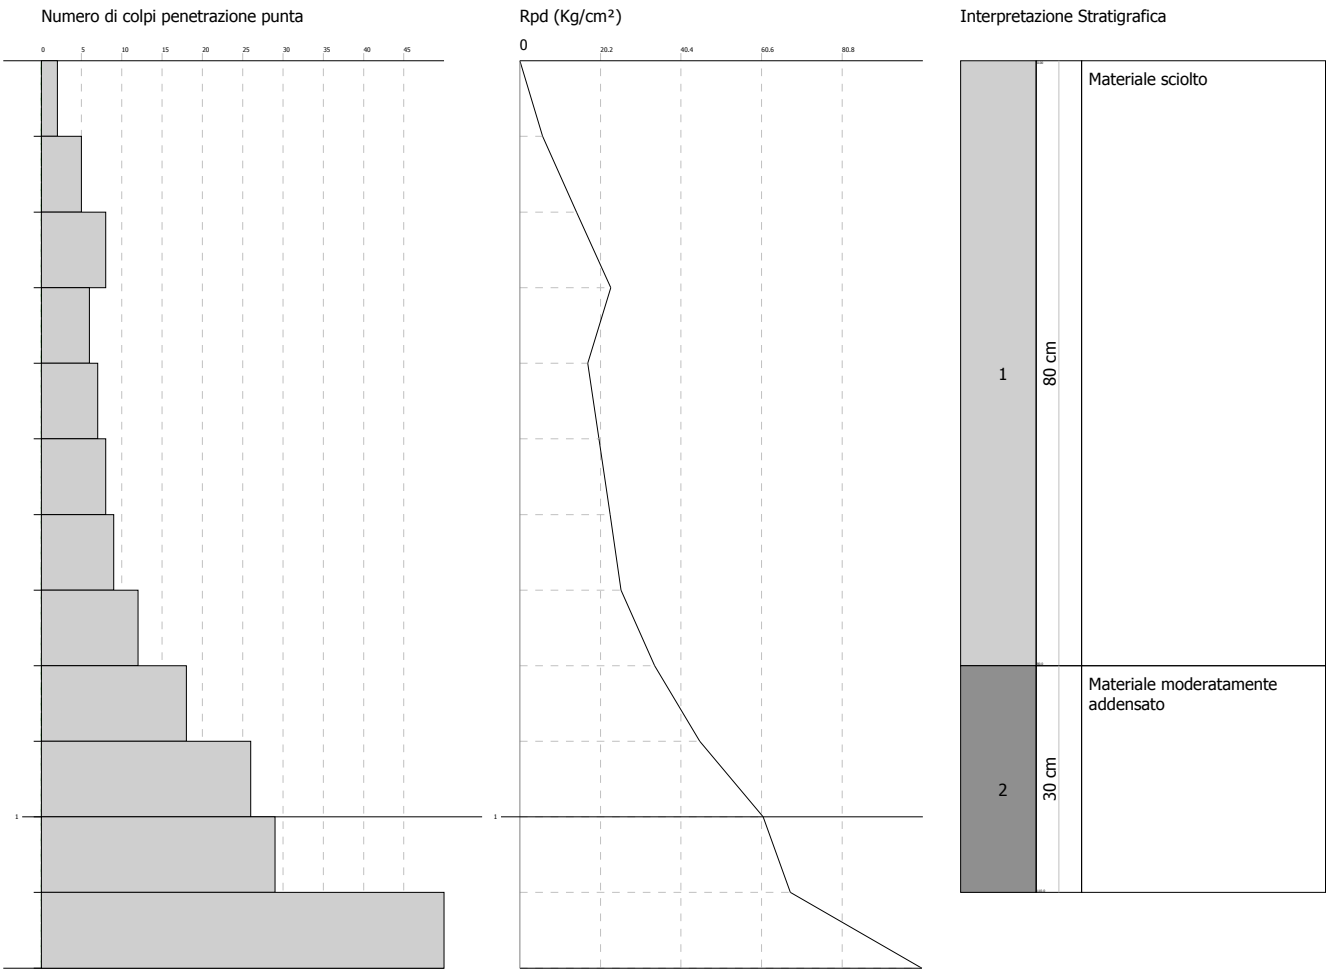 Numero di colpi penetrazione punta
0 5 10 15 20 25 30 35 40 45
1
Rpd (Kg/cm²)
0
20.2 40.4 60.6 80.8
1
Interpretazione Stratigrafica
1
80 cm
Materiale sciolto
2
30 cm
Materiale moderatamente
addensato